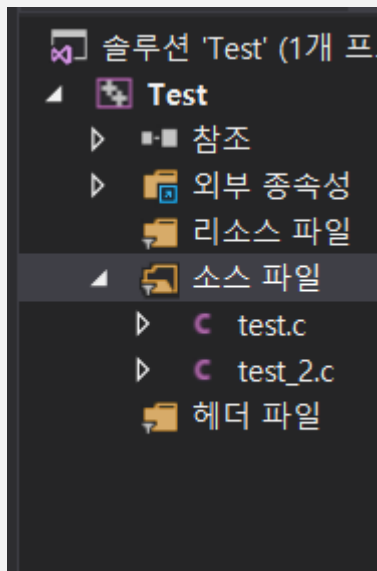 솔루션 'Test' (1개 프
Test
참조
외부 종속성
리소스 파일
소스 파일
test.c
test_2.c
헤더 파일